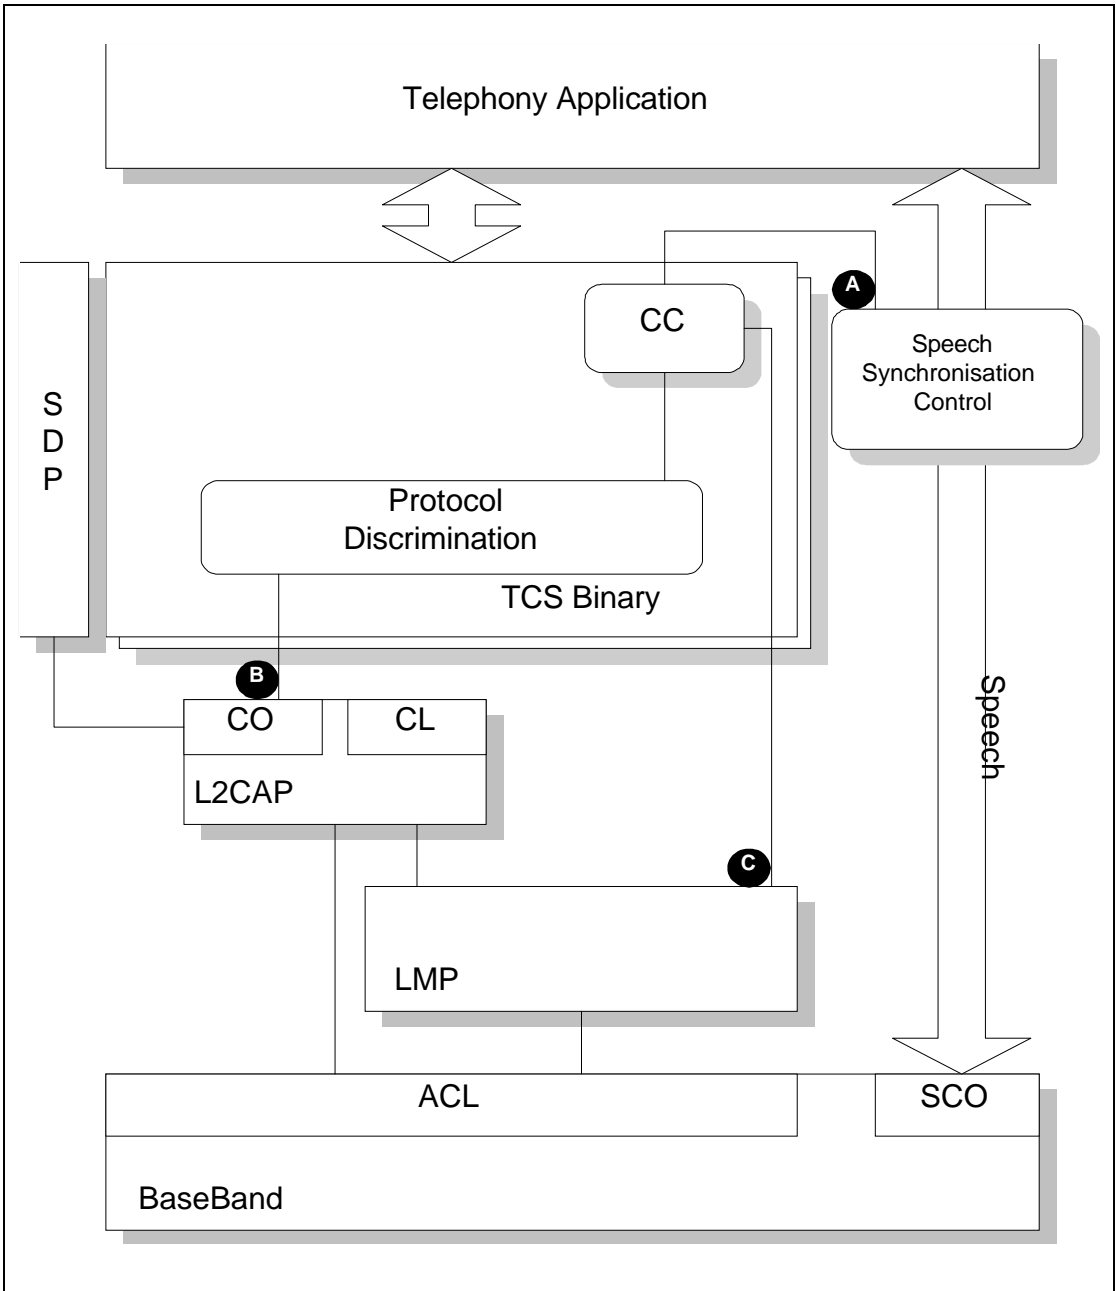 Telephony Application
A
CC
Speech
Synchronisation
Control
S
D
P
Protocol
Discrimination
TCS Binary
B
CO
CL
L2CAP
Speech
C
LMP
ACL
SCO
BaseBand